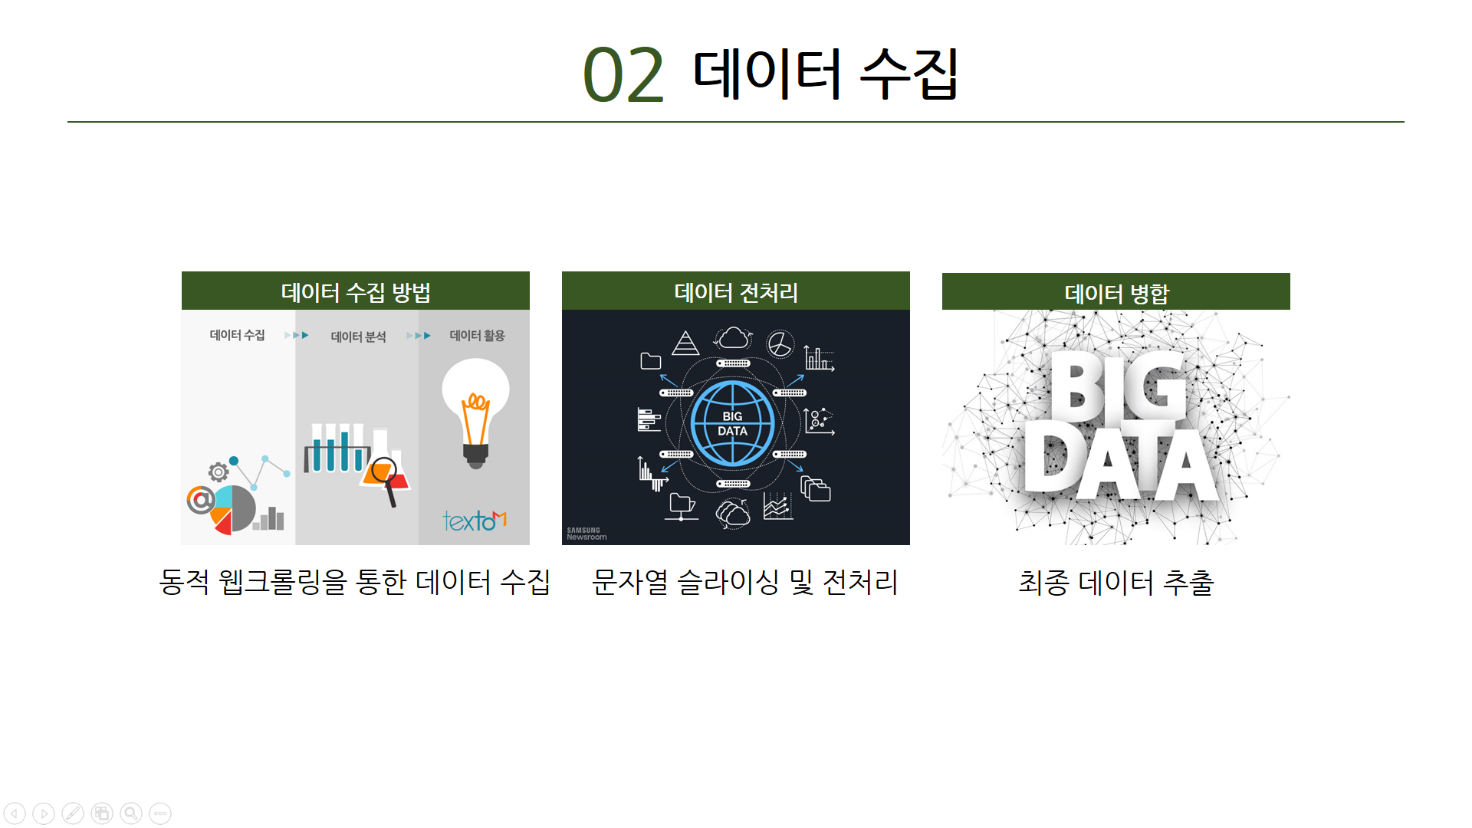 02 데이터 수집
데이터 수집 방법
데이터 수집
데이터 분석
데이터 활용
textoM
동적 웹크롤링을 통한 데이터 수집
데이터 전처리
BIG
DATA
SAMSUNG
Newsroom
문자열 슬라이싱 및 전처리
데이터 병합
BIG
DATA
최종 데이터 추출